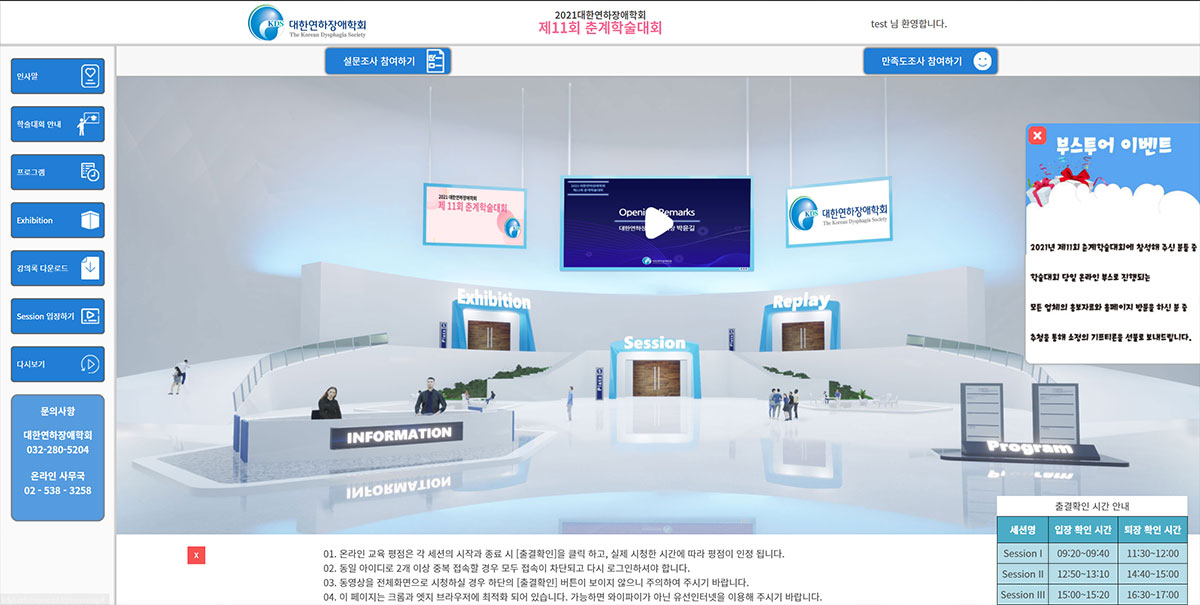 KDS 대한연하장애학회
The Korean Dysphagia Society
2021대한연하장애학회
제11회 춘계학술대회
test 님 환영합니다.
설문조사 참여하기
만족도조사 참여하기
인사말
학술대회 안내
프로그램
Exhibition
강의록 다운로드
Session 입장하기
다시보기
문의사항
대한연하장애학회
032-280-5204
온라인 사무국
02 - 538 - 3258
2021 대한연하장애학회
제 11회 춘계학술대회
KDS
2021 대한연하장애학회
제11회 춘계학술대회
Opening Remarks
대한연하장 박윤길
KDS 대한연하장애학회
The Korean Dysphagia Society
Exhibition
Session
Replay
INFORMATION
Program
X
부스투어 이벤트
2021년 제11회 춘계학술대회에 참석해 주신 분들 중
학술대회 당일 온라인 부스로 진행되는
모든 업체의 홍보자료와 홈페이지 방문을 하신 분 중
추첨을 통해 소정의 기프티콘을 선물로 보내드립니다.
출결확인 시간 안내
세션명 입장 확인 시간 퇴장 확인 시간
Session I 09:20~09:40 11:30~12:00
Session II 12:50~13:10 14:40~15:00
Session III 15:00~15:20 16:30~17:00
X
01. 온라인 교육 평점은 각 세션의 시작과 종료 시 [출결확인]을 클릭 하고, 실제 시청한 시간에 따라 평점이 인정 됩니다.
02. 동일 아이디로 2개 이상 중복 접속할 경우 모두 접속이 차단되고 다시 로그인하셔야 합니다.
03. 동영상을 전체화면으로 시청하실 경우 하단의 [출결확인] 버튼이 보이지 않으니 주의하여 주시기 바랍니다.
04. 이 페이지는 크롬과 엣지 브라우저에 최적화 되어 있습니다. 가능하면 와이파이가 아닌 유선인터넷을 이용해 주시기 바랍니다.